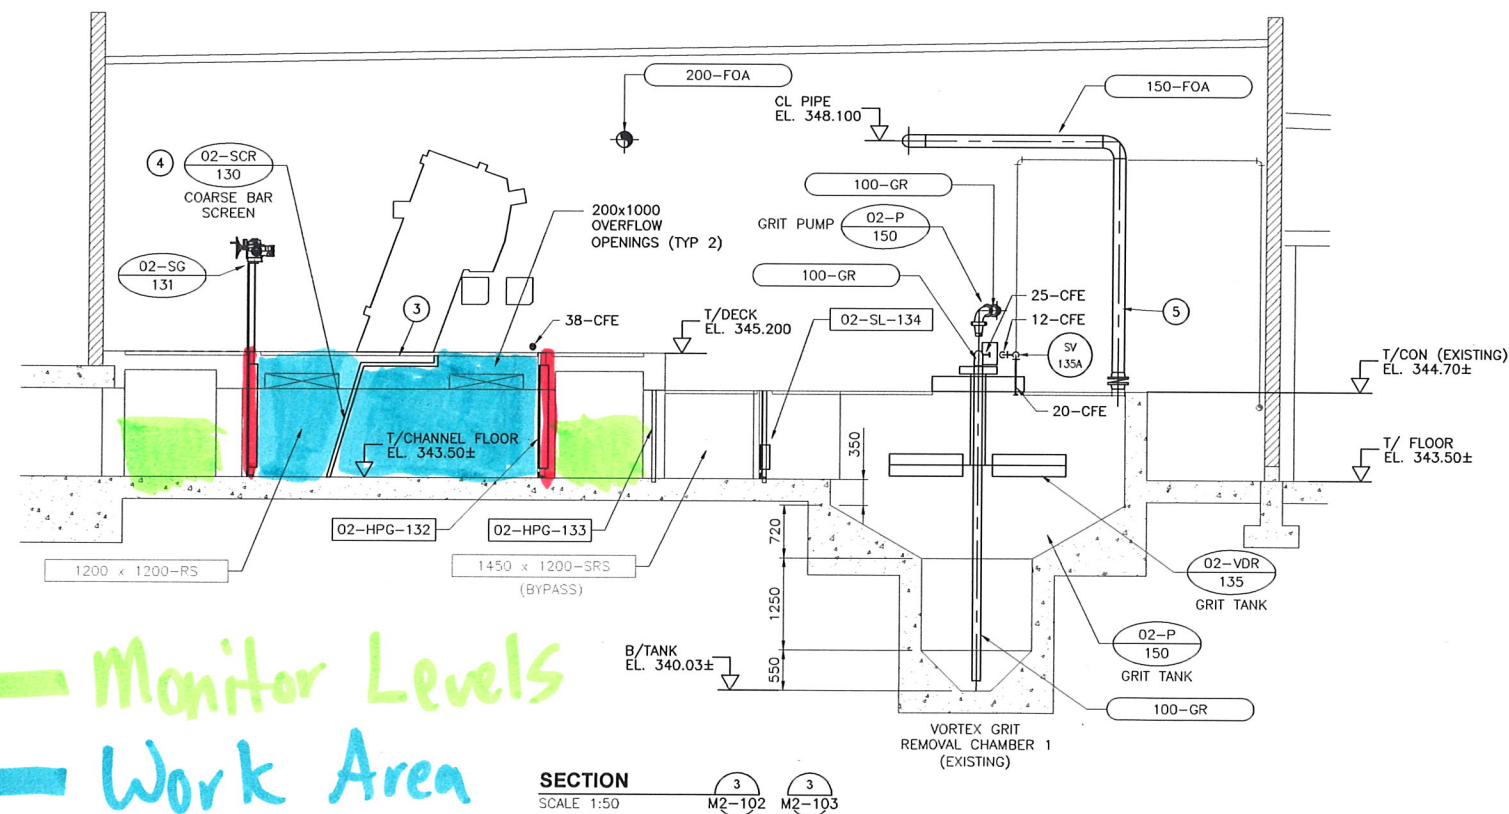 200-FOA
150-FOA
CL PIPE
EL. 348.100
4
02-SCR
130
COARSE BAR
SCREEN
100-GR
GRIT PUMP
02-P
150
200x1000
OVERFLOW
OPENINGS (TYP 2)
02-SG
131
100-GR
25-CFE
3
38-CFE
T/DECK
EL. 345.200
02-SL-134
12-CFE
5
SV
135A
T/CON (EXISTING)
EL. 344.70±
20-CFE
T/CHANNEL FLOOR
EL. 343.50±
350
T/ FLOOR
EL. 343.50±
02-HPG-132
02-HPG-133
720
1200 x 1200-RS
1450 x 1200-SRS
(BYPASS)
02-VDR
135
GRIT TANK
1250
02-P
150
GRIT TANK
B/TANK
EL. 340.03±
550
100-GR
Monitor Levels
VORTEX GRIT
REMOVAL CHAMBER 1
(EXISTING)
Work Area
SECTION
SCALE 1:50
3
M2-102
3
M2-103